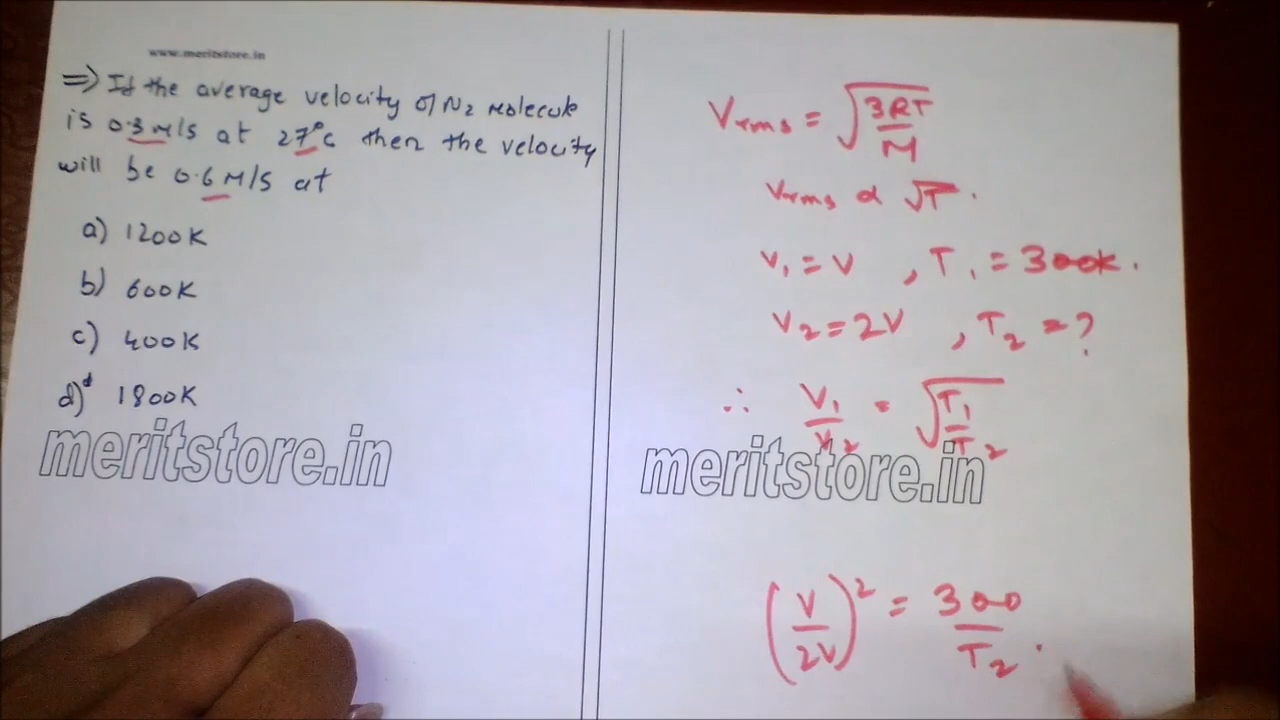 www.meritstore.in
⇒ If the average velocity of N2 molecule
is 0.3 M/s at 27°C then the velocity
will be 0.6 M/S at
a) 1200K
b) 600K
c) 400K
d) 1800K
meritstore.in
Vrms = √(3RT/M)
Vrms α √T.
V1 = V , T1 = 300K.
V2 = 2V , T2 = ?
∴ V1/V2 = √(T1/T2)
meritstore.in
(V/2V)² = 300/T2.